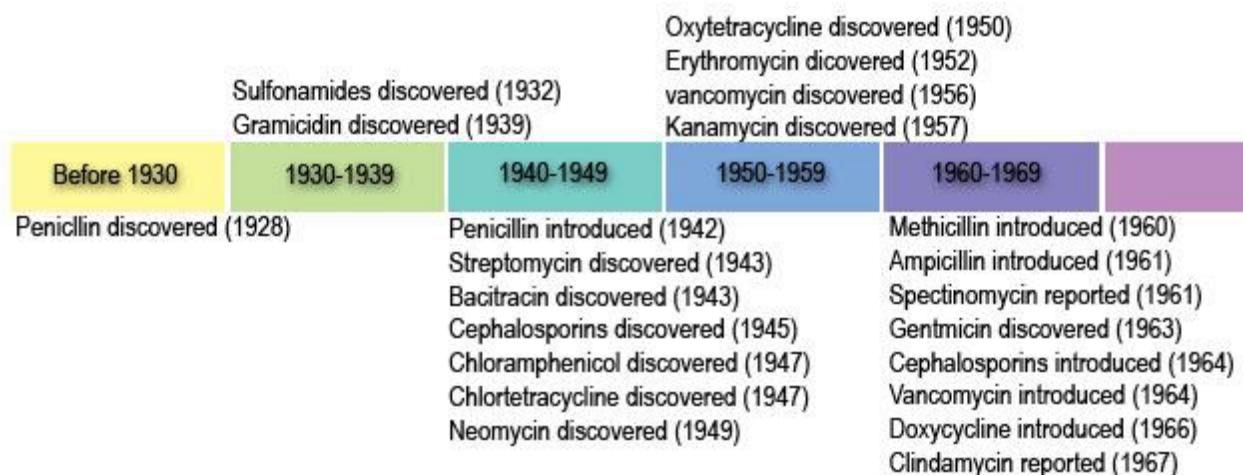 Oxytetracycline discovered (1950)
Erythromycin dicovered (1952)
vancomycin discovered (1956)
Kanamycin discovered (1957)
Sulfonamides discovered (1932)
Gramicidin discovered (1939)
Before 1930
1930-1939
1940-1949
1950-1959
1960-1969
Penicllin discovered (1928)
Penicillin introduced (1942)
Streptomycin discovered (1943)
Bacitracin discovered (1943)
Cephalosporins discovered (1945)
Chloramphenicol discovered (1947)
Chlortetracycline discovered (1947)
Neomycin discovered (1949)
Methicillin introduced (1960)
Ampicillin introduced (1961)
Spectinomycin reported (1961)
Gentmicin discovered (1963)
Cephalosporins introduced (1964)
Vancomycin introduced (1964)
Doxycycline introduced (1966)
Clindamycin reported (1967)